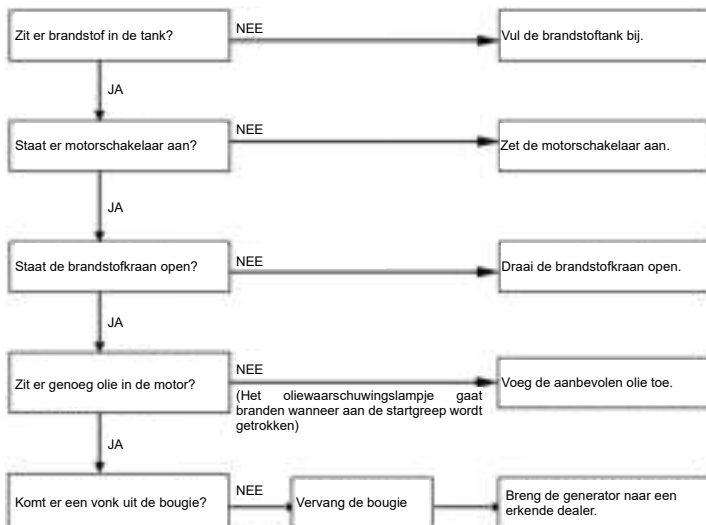 Zit er brandstof in de tank?
NEE
Vul de brandstoftank bij.
JA
Staat er motorschakelaar aan?
NEE
Zet de motorschakelaar aan.
JA
Staat de brandstofkraan open?
NEE
Draai de brandstofkraan open.
JA
Zit er genoeg olie in de motor?
NEE
(Het oliewaarschuwingslampje gaat
branden wanneer aan de startgreep wordt
getrokken)
Voeg de aanbevolen olie toe.
JA
Komt er een vonk uit de bougie?
NEE
Vervang de bougie
Breng de generator naar een
erkende dealer.